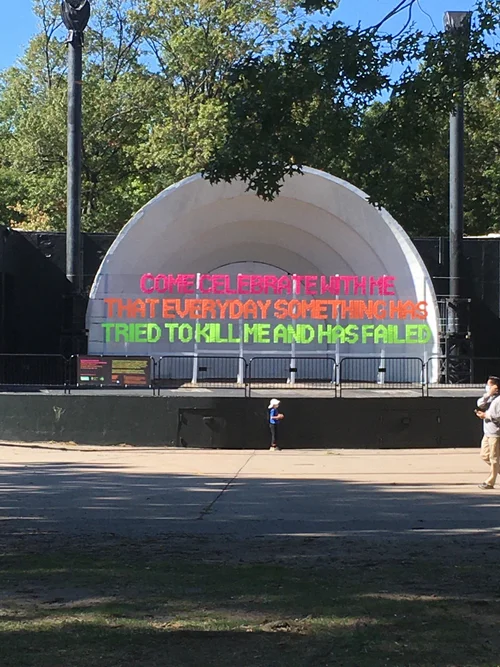 COME CELEBRATE WITH ME
THAT EVERYDAY SOMETHING HAS
TRIED TO KILL ME AND HAS FAILED